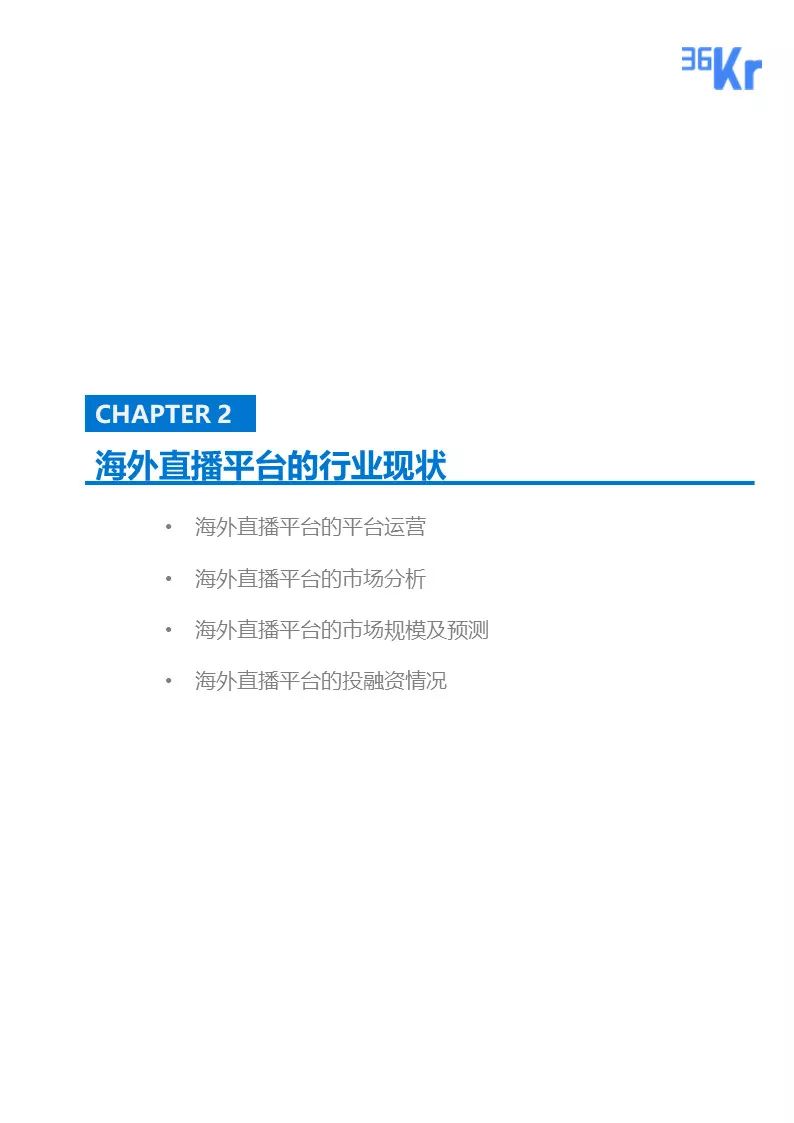 36Kr
CHAPTER 2
海外直播平台的行业现状
• 海外直播平台的平台运营
• 海外直播平台的市场分析
• 海外直播平台的市场规模及预测
• 海外直播平台的投融资情况